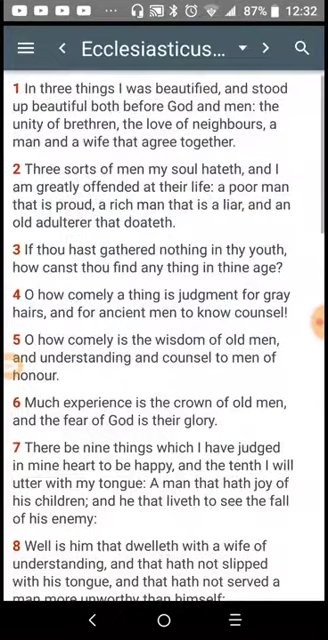 87% 12:32
Ecclesiasticus...
1 In three things I was beautified, and stood
up beautiful both before God and men: the
unity of brethren, the love of neighbours, a
man and a wife that agree together.
2 Three sorts of men my soul hateth, and I
am greatly offended at their life: a poor man
that is proud, a rich man that is a liar, and an
old adulterer that doateth.
3 If thou hast gathered nothing in thy youth,
how canst thou find any thing in thine age?
4 O how comely a thing is judgment for gray
hairs, and for ancient men to know counsel!
5 O how comely is the wisdom of old men,
and understanding and counsel to men of
honour.
6 Much experience is the crown of old men,
and the fear of God is their glory.
7 There be nine things which I have judged
in mine heart to be happy, and the tenth I will
utter with my tongue: A man that hath joy of
his children; and he that liveth to see the fall
of his enemy:
8 Well is him that dwelleth with a wife of
understanding, and that hath not slipped
with his tongue, and that hath not served a
man more unworthy than himself: